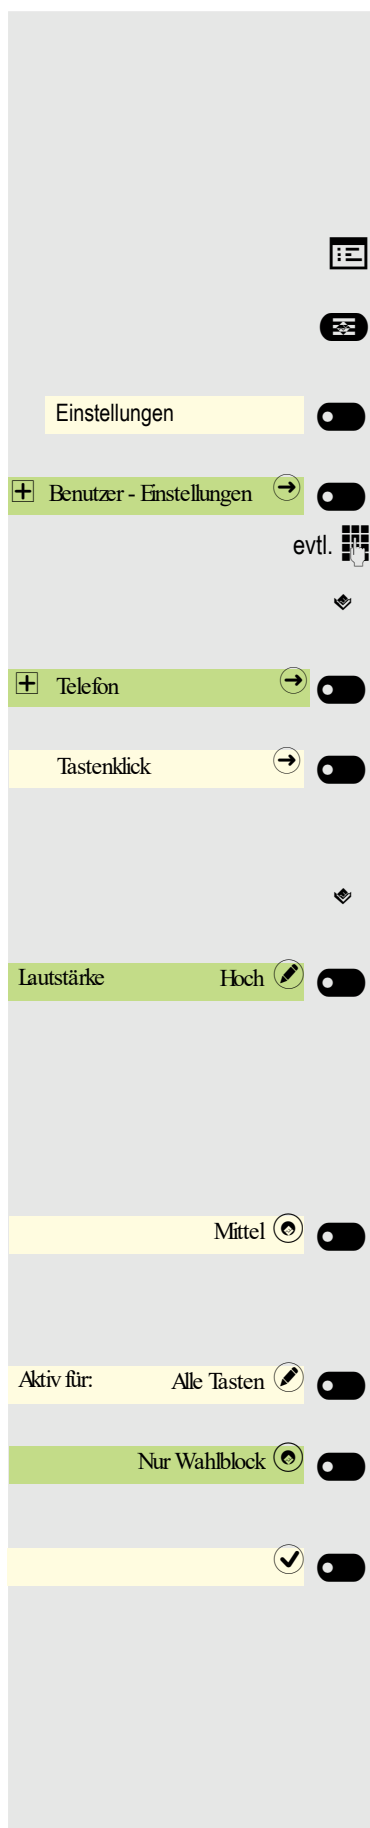 Einstellungen
Benutzer - Einstellungen
evtl.
Telefon
Tastenklick
Lautstärke Hoch
Mittel
Aktiv für: Alle Tasten
Nur Wahlblock